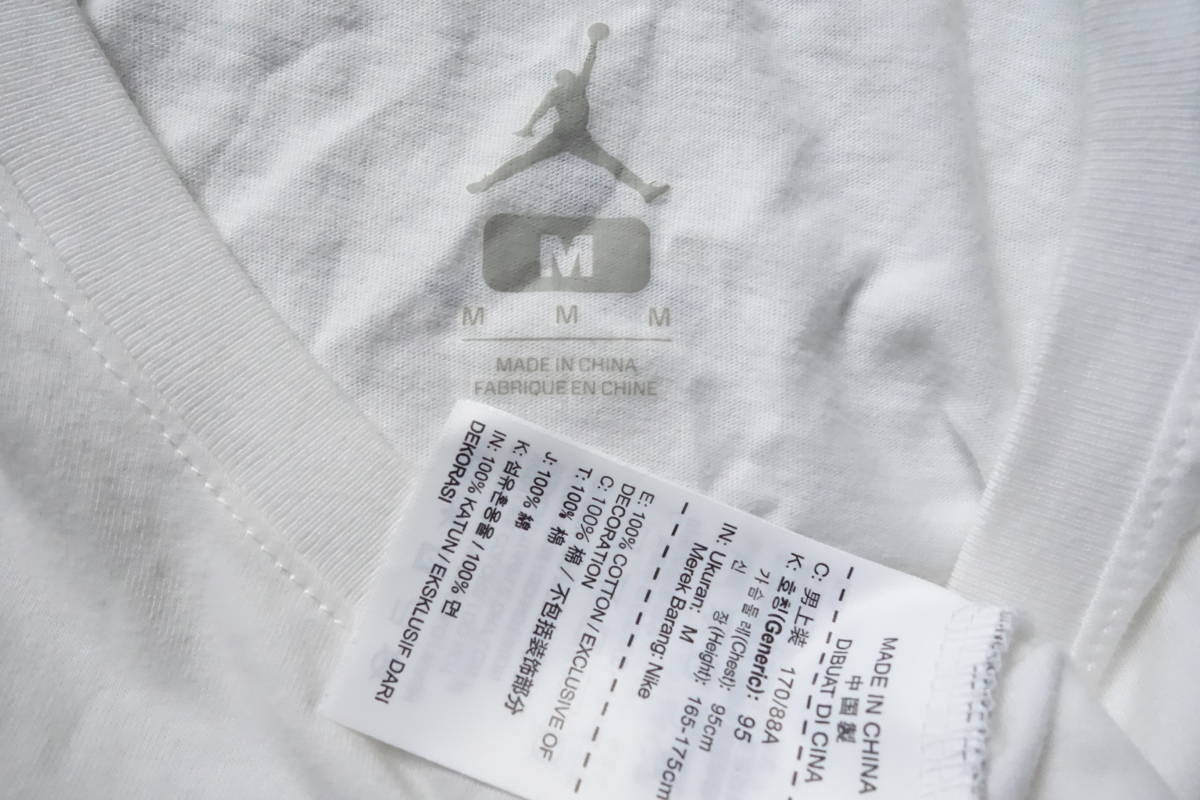 M
M M M
MADE IN CHINA
FABRIQUE EN CHINE
MADE IN CHINA
中国製
DIBUAT DI CINA
C: 男上装 170/88A
K: 호칭(Generic): 95
가슴둘레(Chest): 95cm
신 장(Height): 165-175cm
IN: Ukuran: M
Merek Barang: Nike
E: 100% COTTON / EXCLUSIVE OF
DECORATION
C: 100% 棉 / 不包括装饰部分
T: 100% 棉
J: 100% 綿
K: 섬유혼용율 / 100% 면
IN: 100% KATUN / EKSKLUSIF DARI
DEKORASI